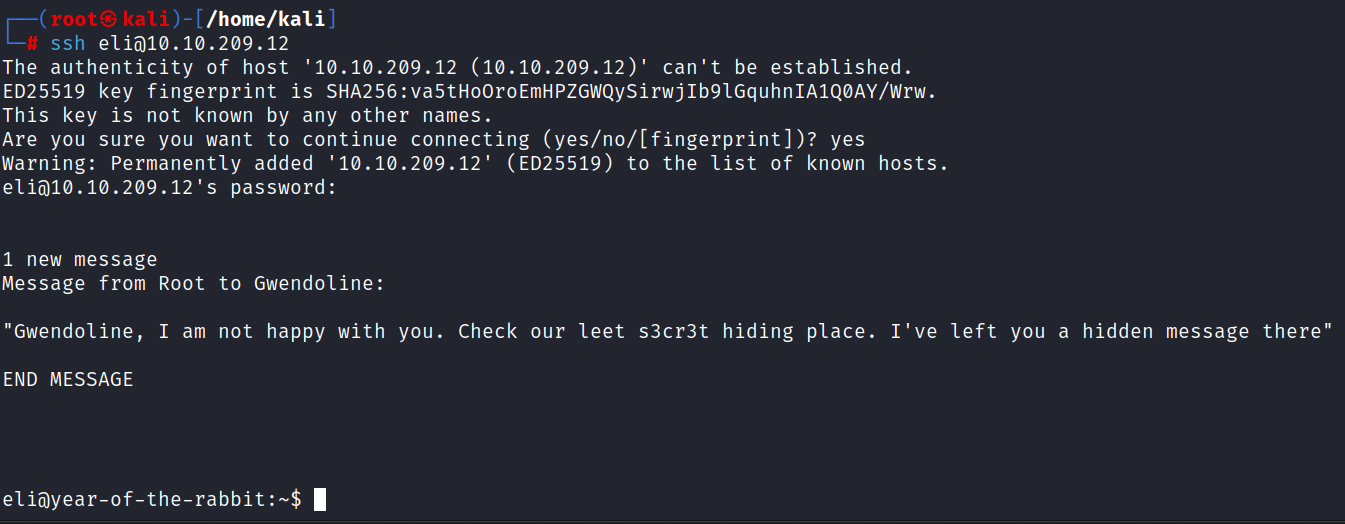 ┌──(root㉿kali)-[/home/kali]
└─# ssh eli@10.10.209.12
The authenticity of host '10.10.209.12 (10.10.209.12)' can't be established.
ED25519 key fingerprint is SHA256:va5tHoOroEmHPZGWQySirwjIb9lGquhnIA1Q0AY/Wrw.
This key is not known by any other names.
Are you sure you want to continue connecting (yes/no/[fingerprint])? yes
Warning: Permanently added '10.10.209.12' (ED25519) to the list of known hosts.
eli@10.10.209.12's password:
1 new message
Message from Root to Gwendoline:
"Gwendoline, I am not happy with you. Check our leet s3cr3t hiding place. I've left you a hidden message there"
END MESSAGE
eli@year-of-the-rabbit:~$